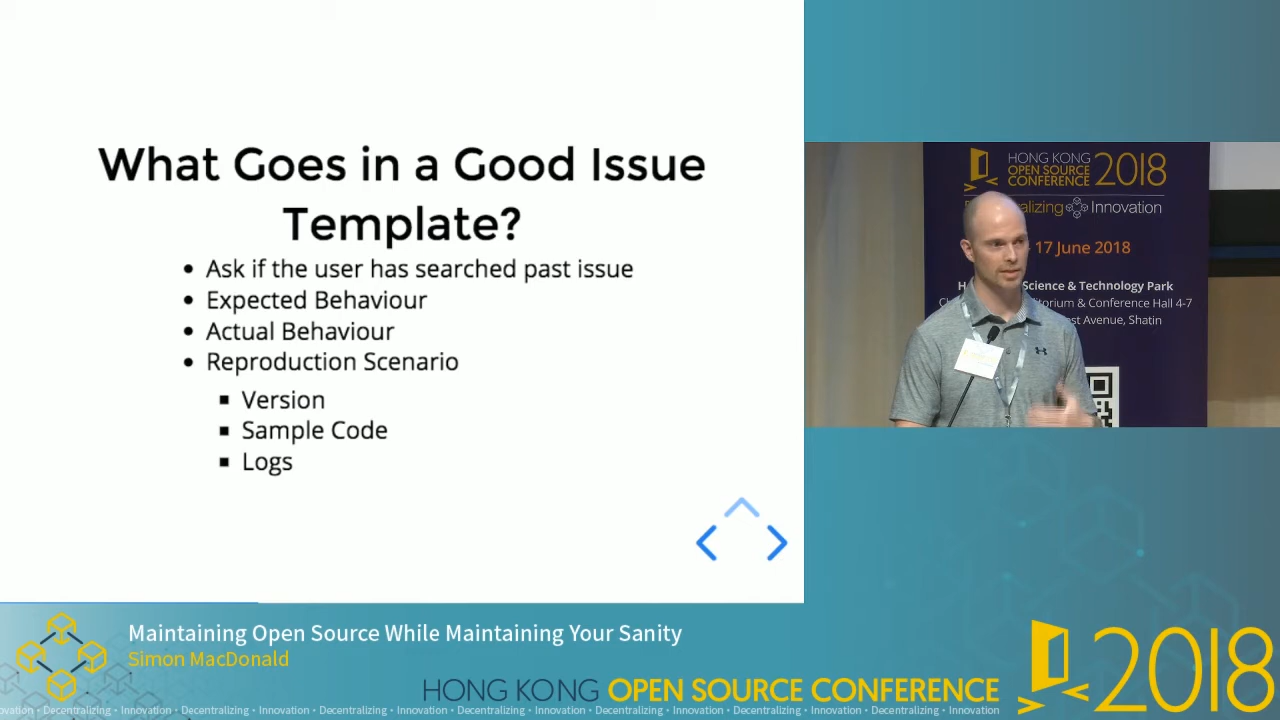 What Goes in a Good Issue
Template?
Ask if the user has searched past issue
Expected Behaviour
Actual Behaviour
Reproduction Scenario
Version
Sample Code
Logs
HONG KONG
OPEN SOURCE
CONFERENCE 2018
alizing Innovation
17 June 2018
Science & Technology Park
& Conference Hall 4-7
Avenue, Shatin
Maintaining Open Source While Maintaining Your Sanity
Simon MacDonald
HONG KONG OPEN SOURCE CONFERENCE 2018
ovation • Decentralizing • Innovation • Decentralizing • Innovation • Decentralizing • Innovation • Decentralizing • Innovation • Decentralizing • Innovation • Decentralizing • Innovation • Decentralizing • Innovation • Decentralizing • Innovation